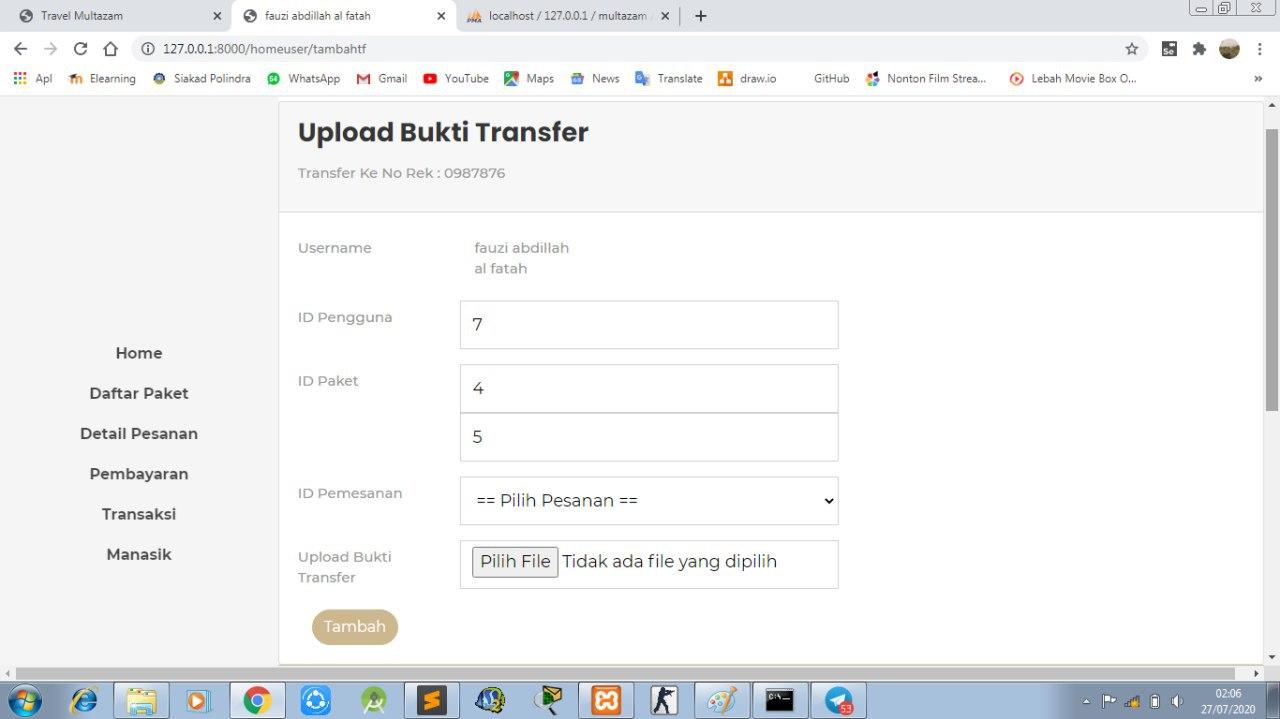 Travel Multazam
fauzi abdillah al fatah
localhost / 127.0.0.1 / multazam
127.0.0.1:8000/homeuser/tambahtf
Apl Elearning Siakad Polindra WhatsApp Gmail YouTube Maps News Translate draw.io GitHub Nonton Film Strea... Lebah Movie Box O... »
Upload Bukti Transfer
Transfer Ke No Rek : 0987876
Username
fauzi abdillah
al fatah
ID Pengguna
7
ID Paket
4
5
ID Pemesanan
== Pilih Pesanan ==
Upload Bukti
Transfer
Pilih File Tidak ada file yang dipilih
Tambah
Home
Daftar Paket
Detail Pesanan
Pembayaran
Transaksi
Manasik
53
02:06
27/07/2020